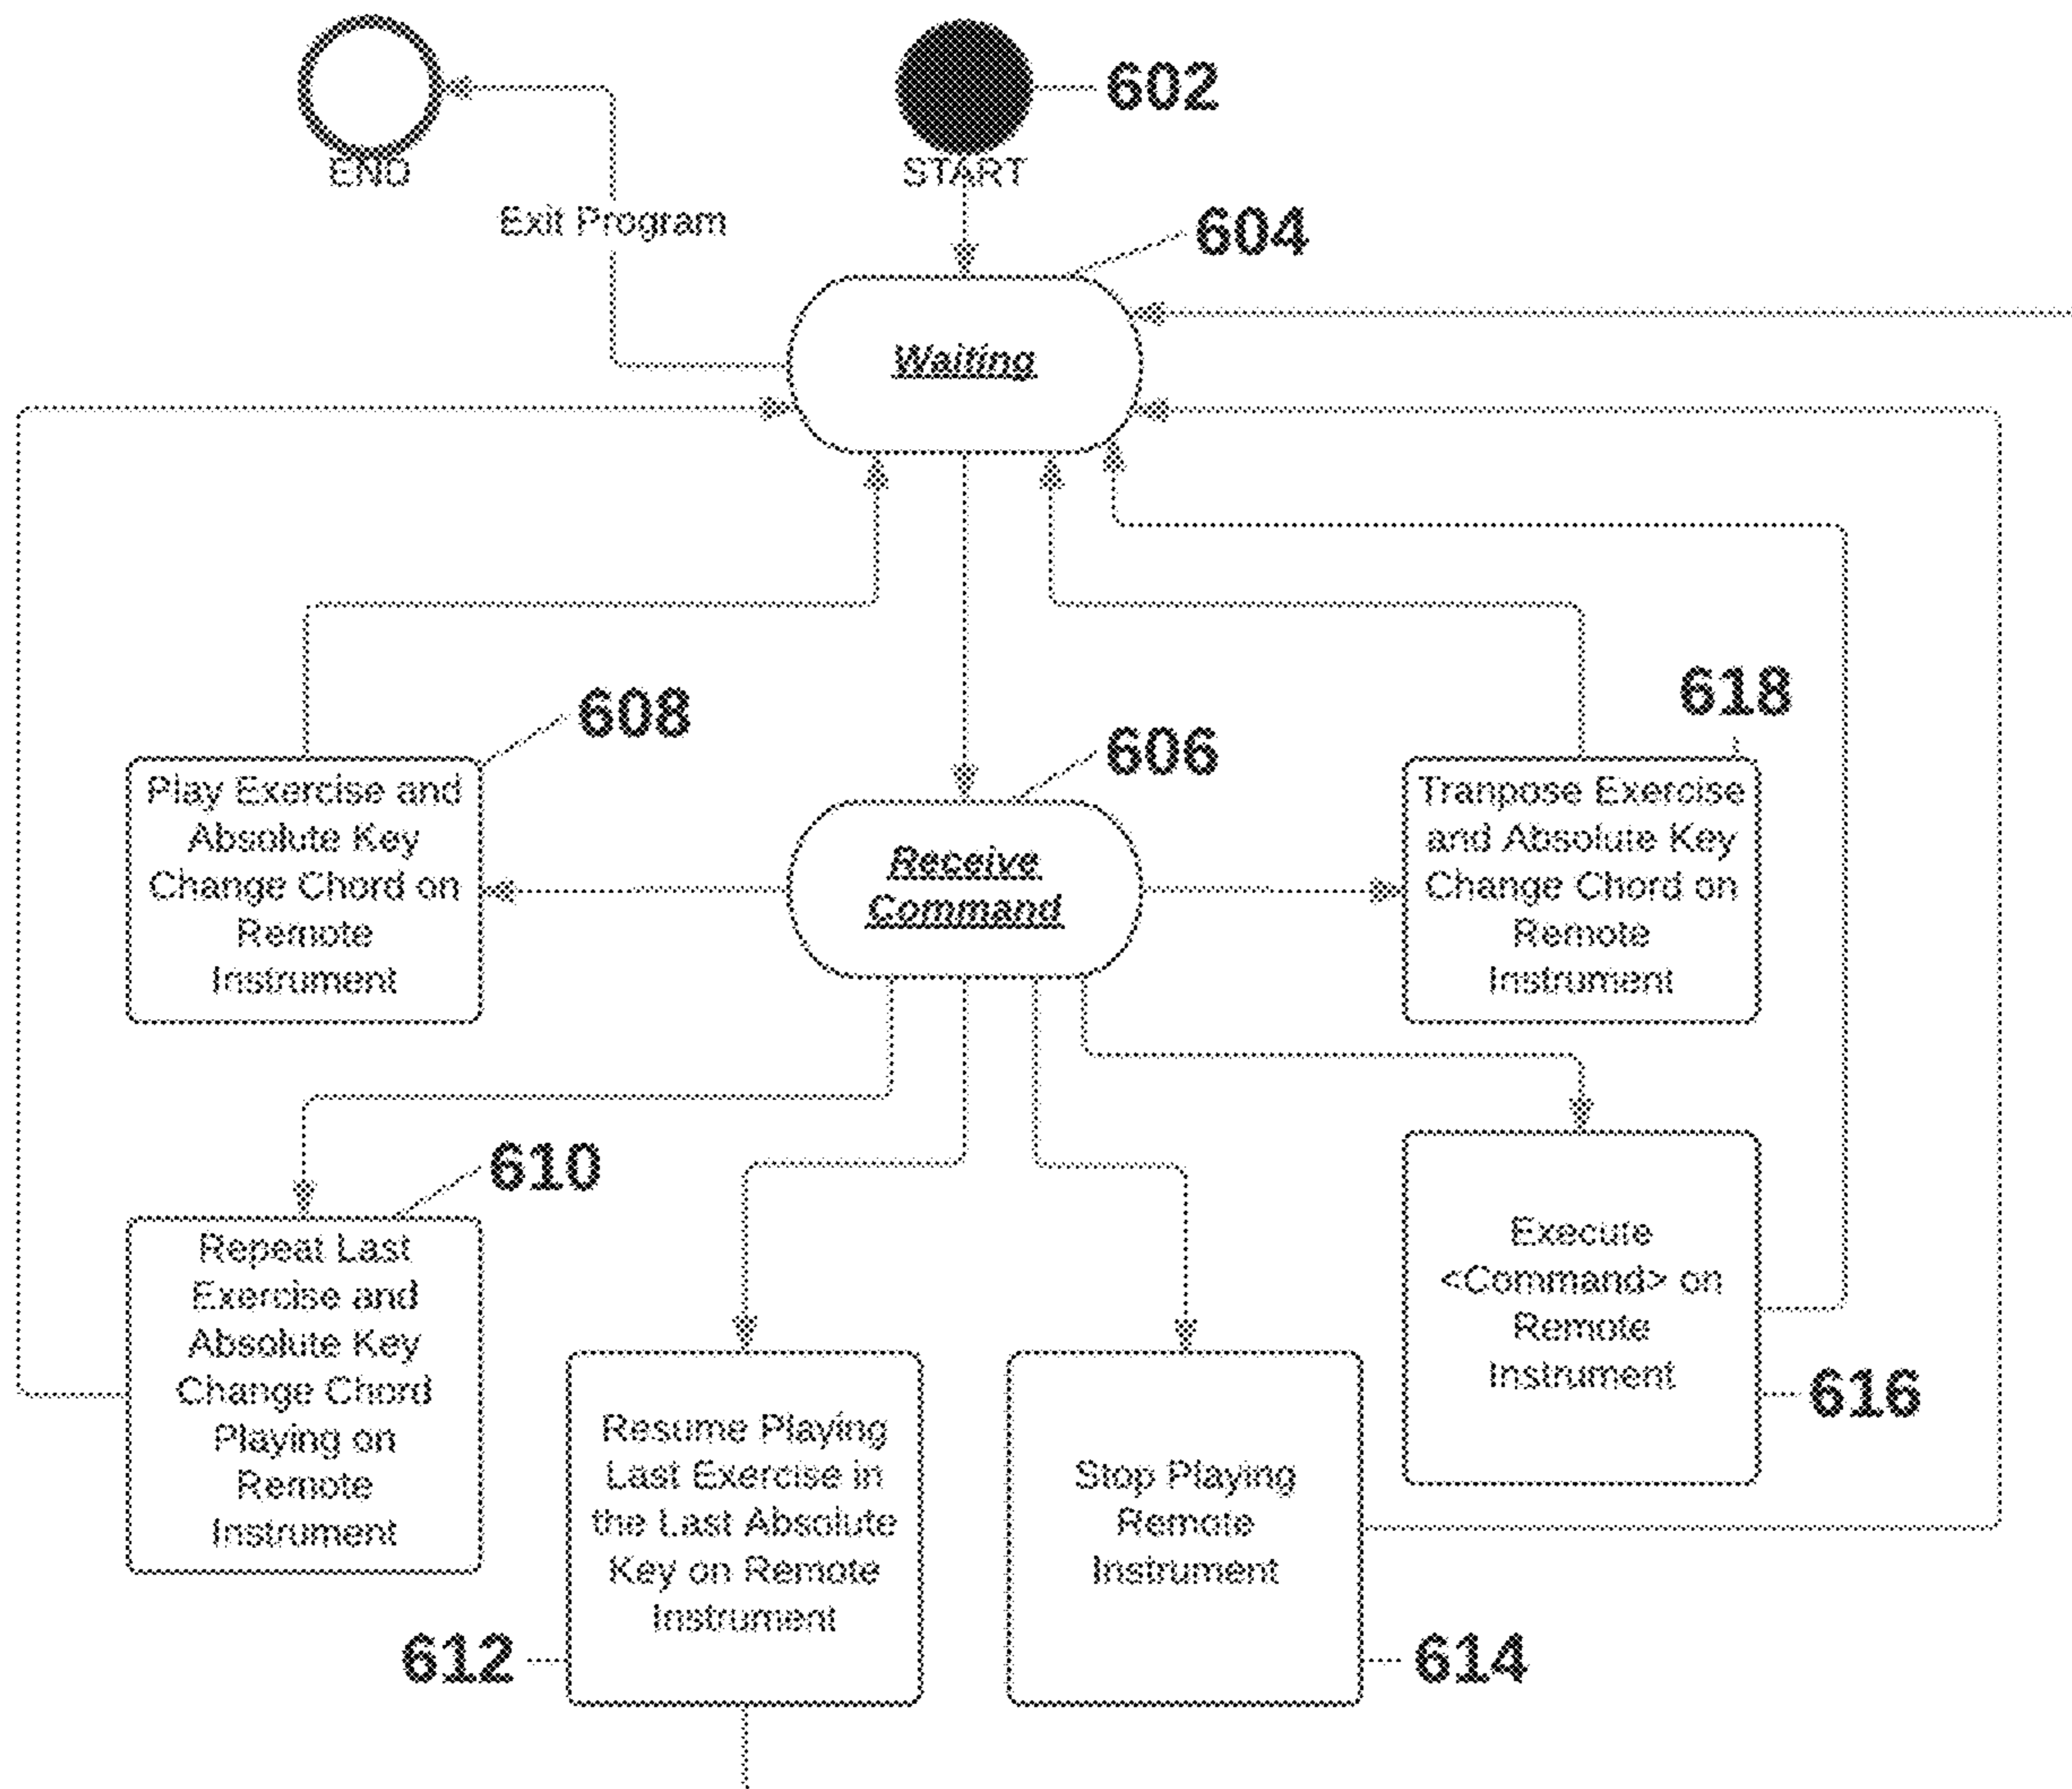 602
END
START
Exit Program
604
Waiting
618
608
606
Play Exercise and
Absolute Key
Change Chord on
Remote
Instrument
Receive
Command
Tranpose Exercise
and Absolute Key
Change Chord on
Remote
Instrument
610
Repeat Last
Exercise and
Absolute Key
Change Chord
Playing on
Remote
Instrument
Execute
<Command> on
Remote
Instrument
616
Resume Playing
Last Exercise in
the Last Absolute
Key on Remote
Instrument
Stop Playing
Remote
Instrument
612
614